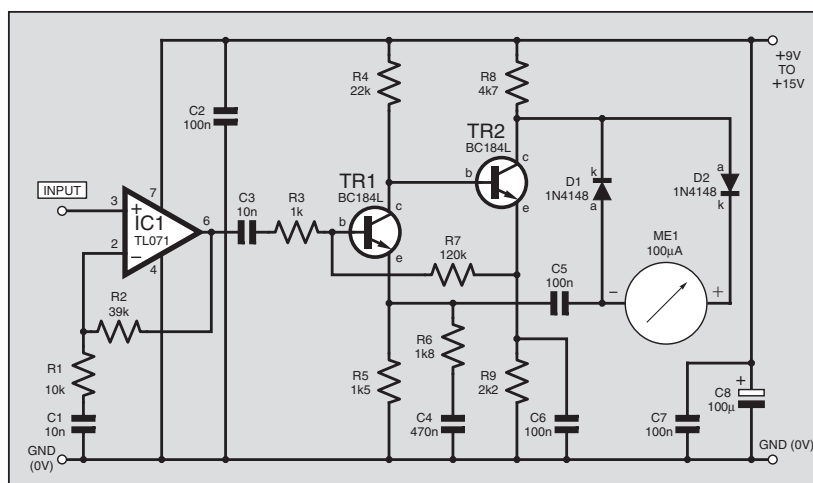 +9V
TO
+15V
R4
22k
R8
4k7
C2
100n
TR2
BC184L
b
c
e
TR1
BC184L
b
c
e
k
D1
1N4148
a
a
D2
1N4148
k
INPUT
3
7
+
IC1
TL071
6
2
−
4
C3
10n
R3
1k
R7
120k
ME1
100µA
C5
100n
−
+
R2
39k
R1
10k
R6
1k8
R5
1k5
R9
2k2
+
C8
100µ
C1
10n
C4
470n
C6
100n
C7
100n
GND
(0V)
GND (0V)